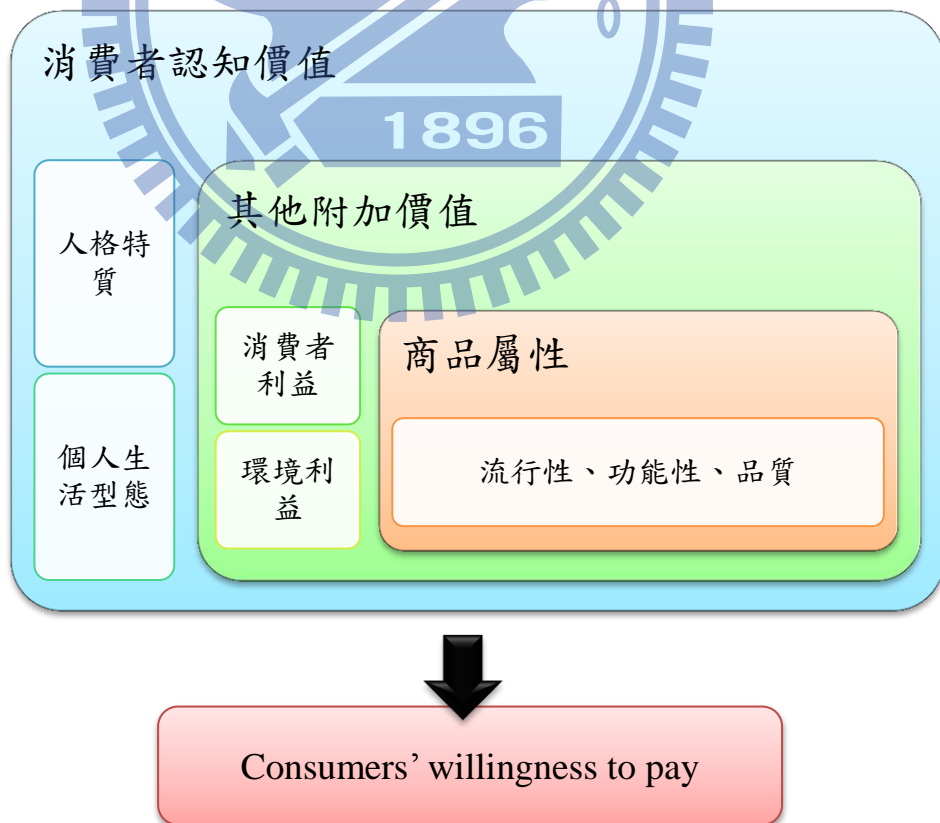 消費者認知價值
1896
其他附加價值
人格特
質
消費者
利益
商品屬性
個人生
活型態
環境利
益
流行性、功能性、品質
Consumers’ willingness to pay